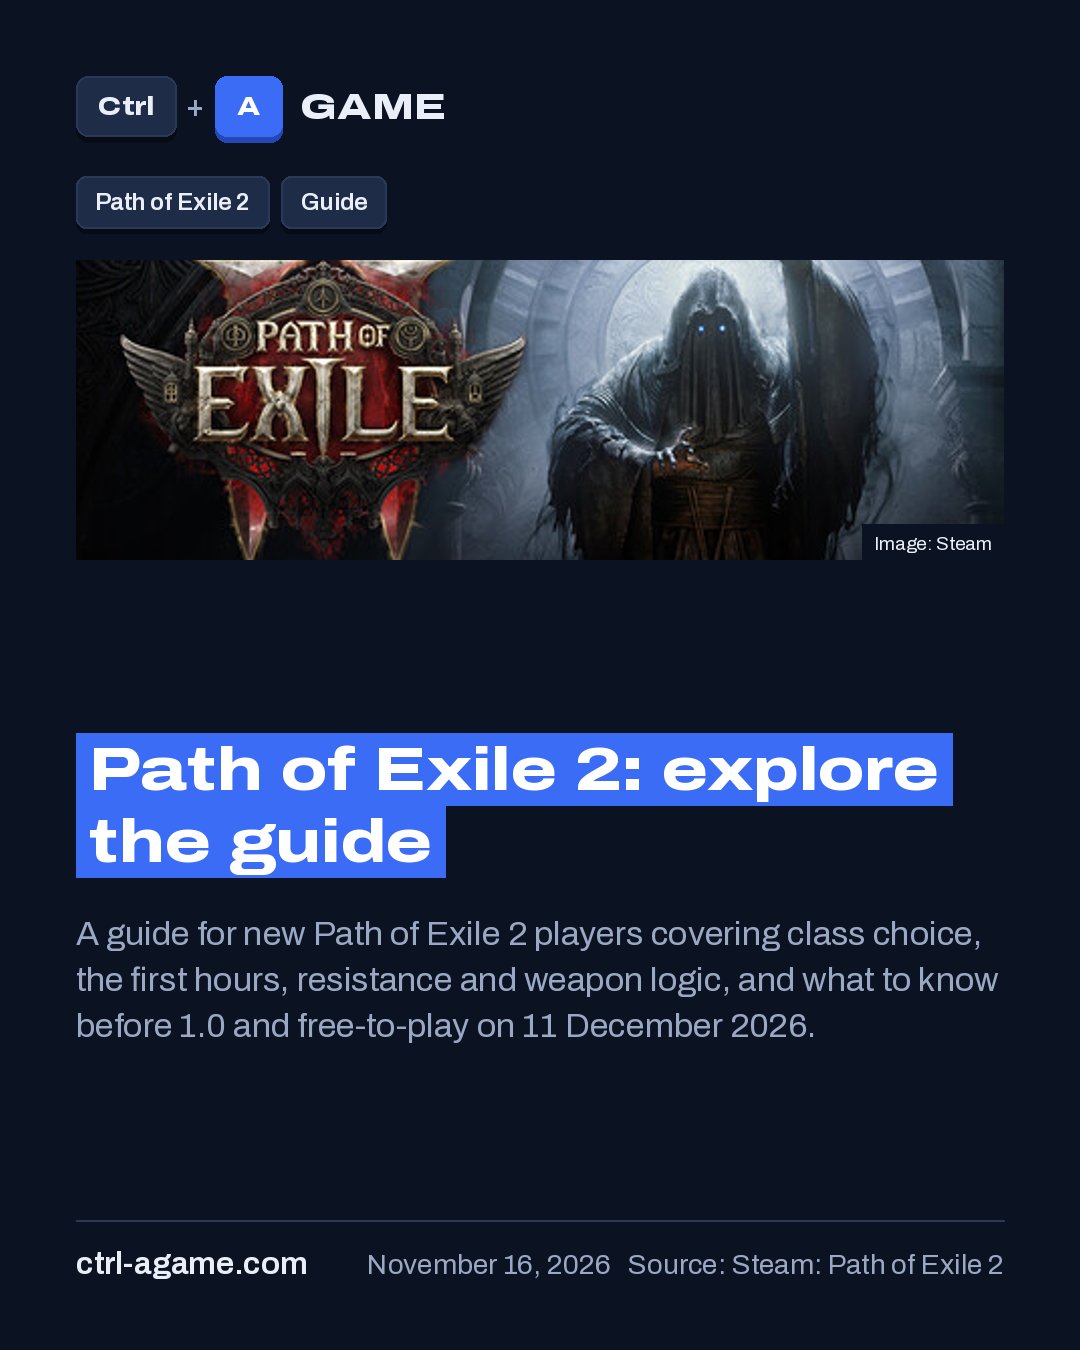 Ctrl + A GAME
Path of Exile 2 Guide
PATH OF
EXILE
Image: Steam
Path of Exile 2: explore
the guide
A guide for new Path of Exile 2 players covering class choice,
the first hours, resistance and weapon logic, and what to know
before 1.0 and free-to-play on 11 December 2026.
ctrl-agame.com November 16, 2026 Source: Steam: Path of Exile 2